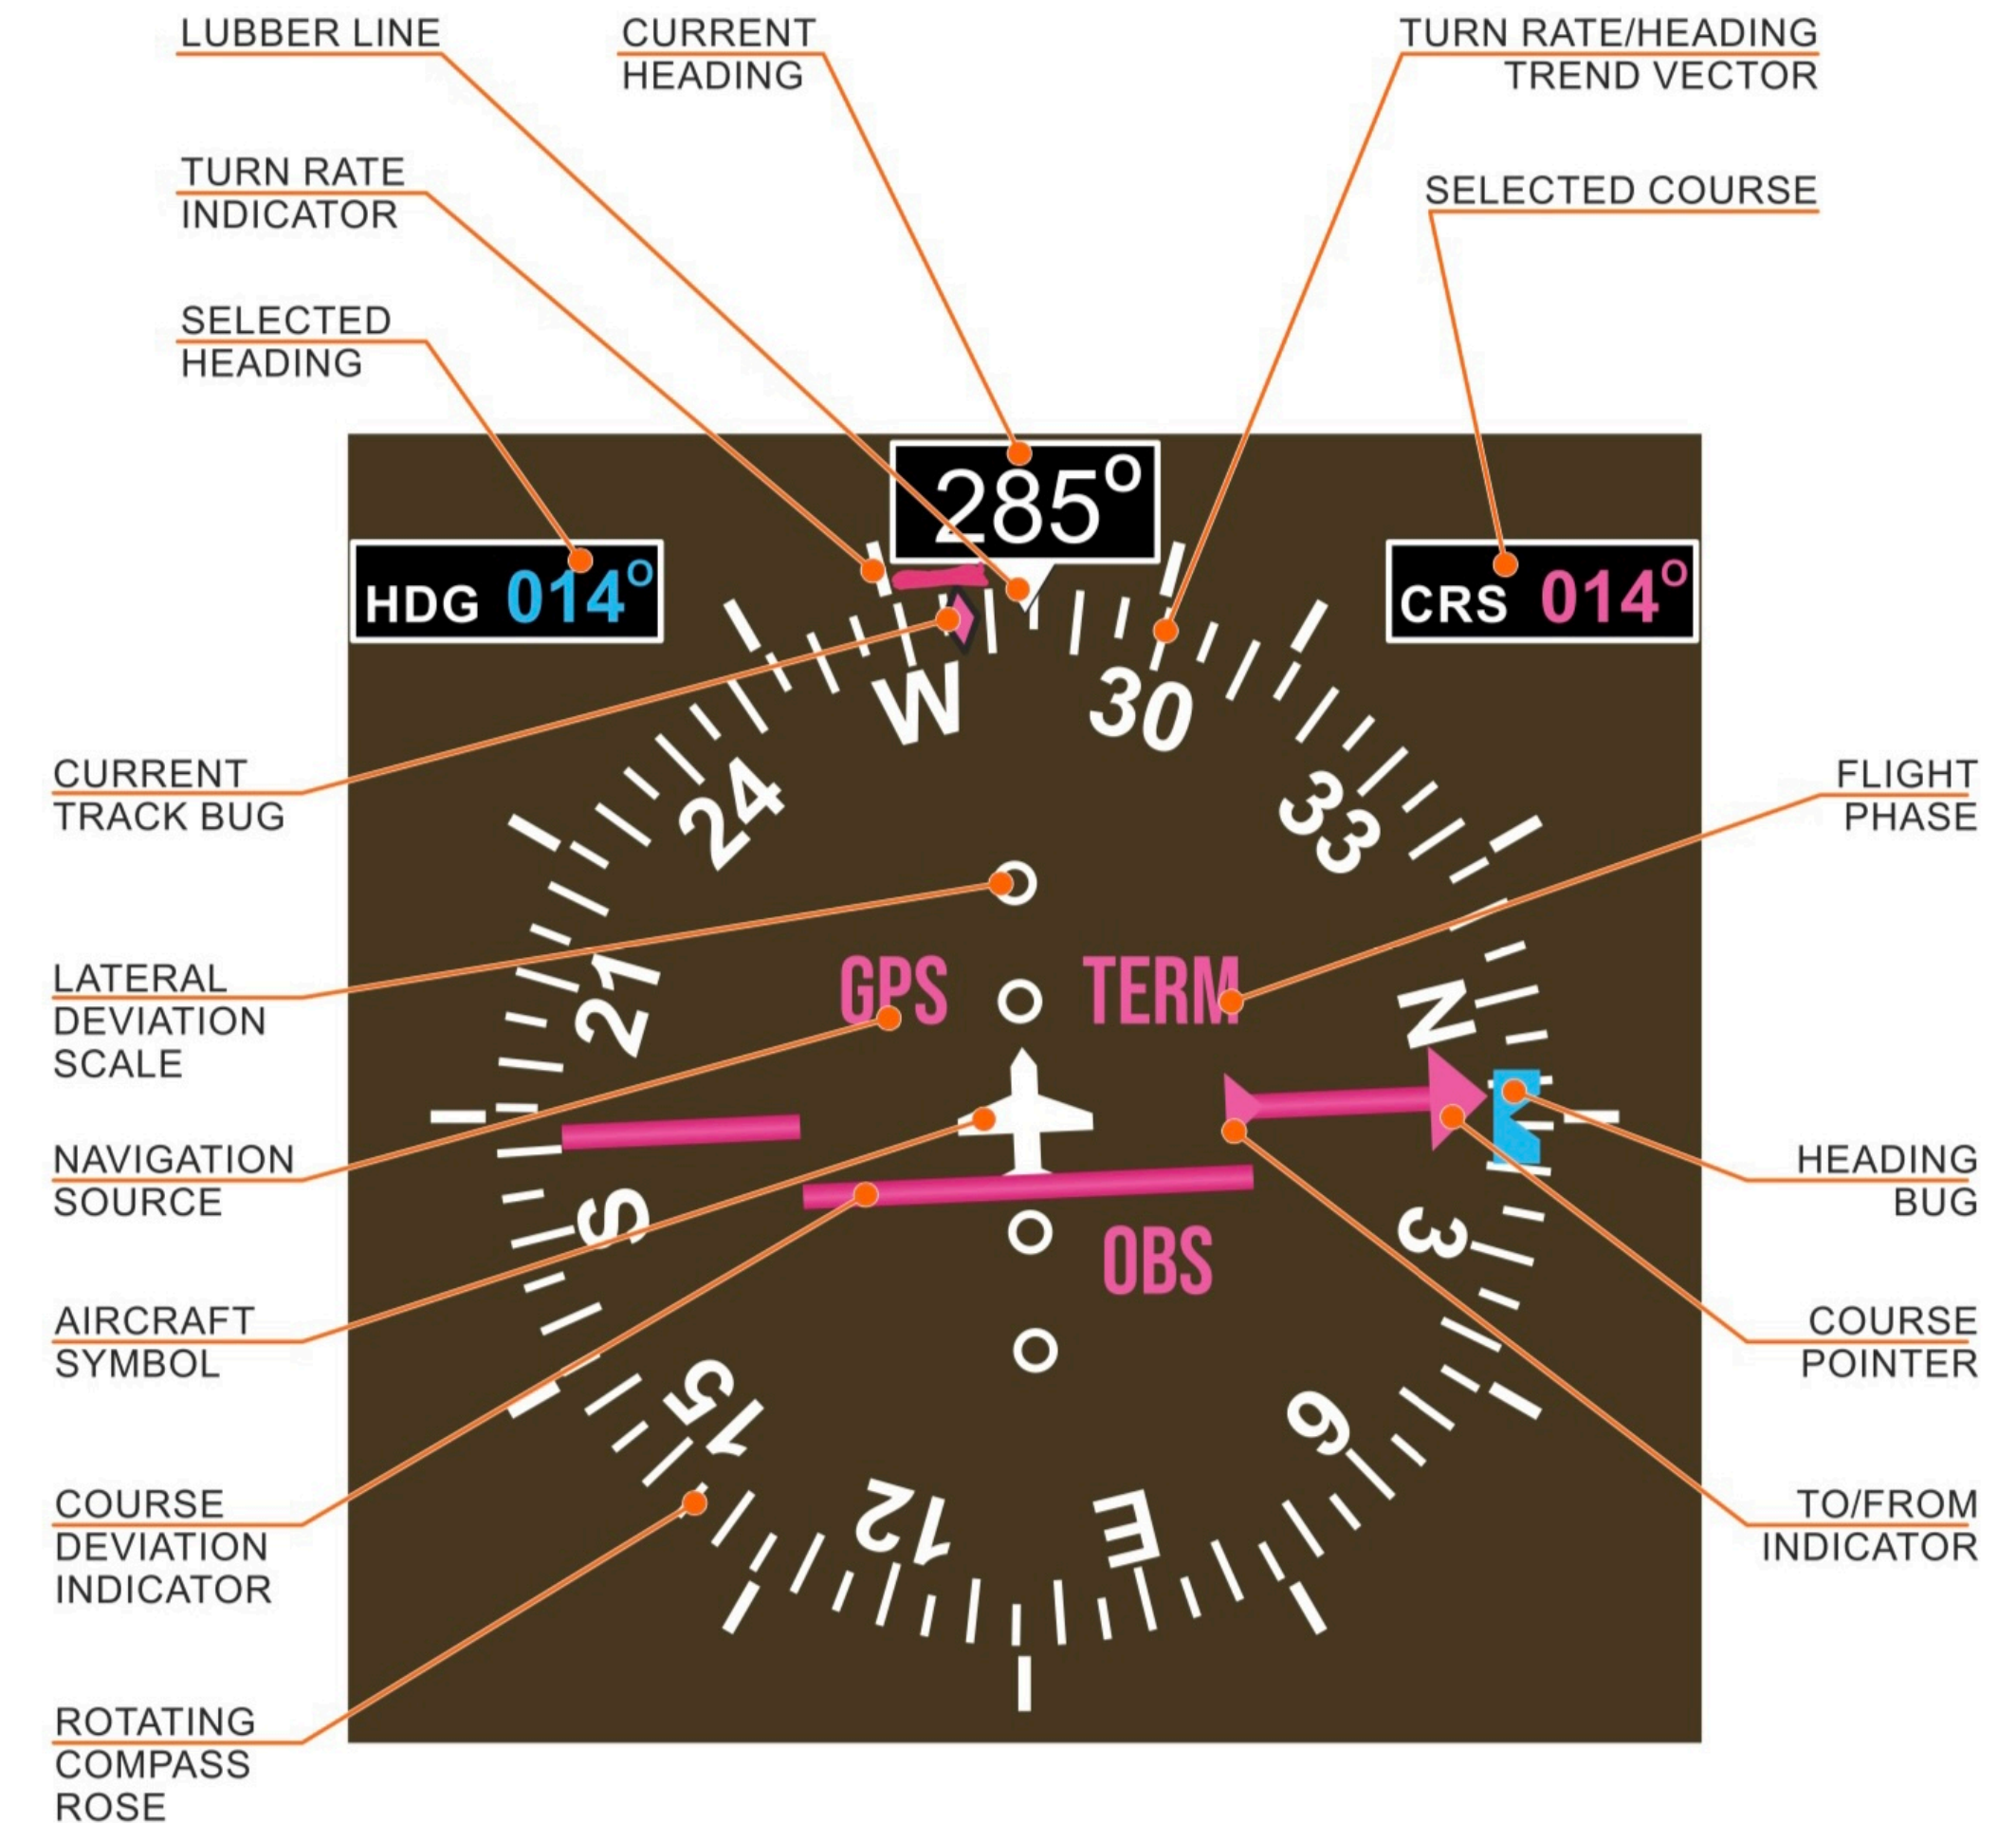 LUBBER LINE
CURRENT
HEADING
TURN RATE/HEADING
TREND VECTOR
TURN RATE
INDICATOR
SELECTED COURSE
SELECTED
HEADING
285°
HDG 014°
CRS 014°
W
30
24
33
21
N
S
3
15
6
12
E
GPS
TERM
OBS
CURRENT
TRACK BUG
FLIGHT
PHASE
LATERAL
DEVIATION
SCALE
NAVIGATION
SOURCE
HEADING
BUG
AIRCRAFT
SYMBOL
COURSE
POINTER
COURSE
DEVIATION
INDICATOR
TO/FROM
INDICATOR
ROTATING
COMPASS
ROSE